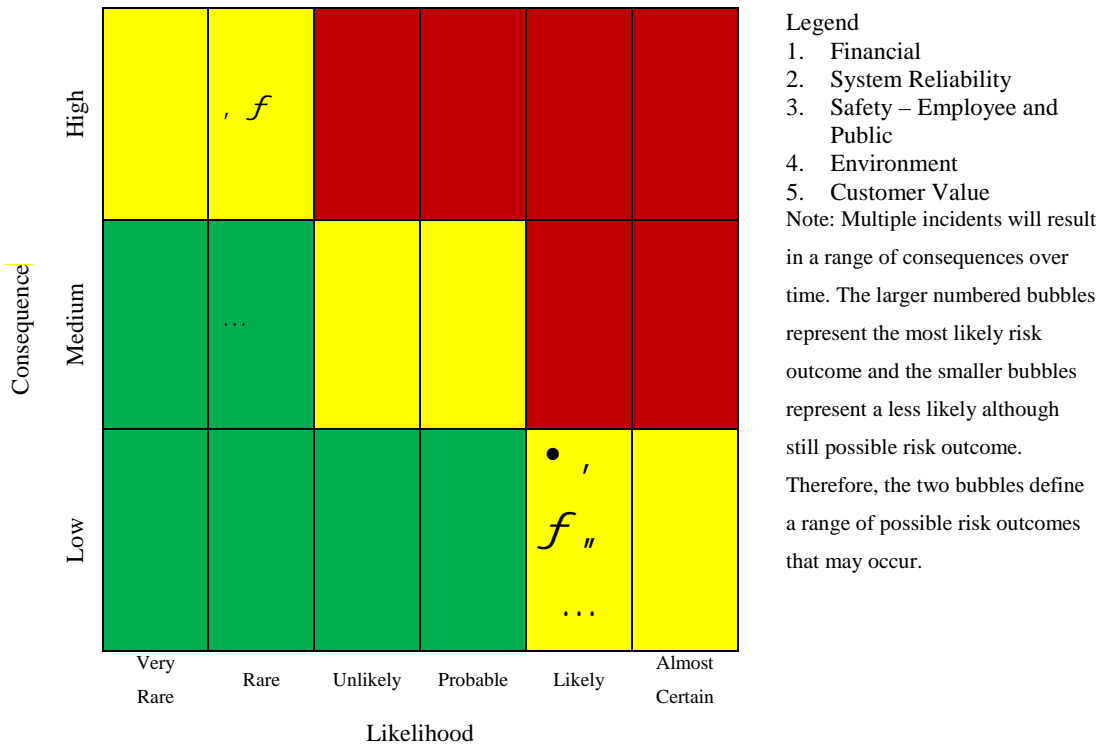 High
, ƒ
Consequence
Medium
…
Low
• ‚
ƒ „
…
Very
Rare
Rare
Unlikely
Probable
Likely
Almost
Certain
Likelihood
Legend
1. Financial
2. System Reliability
3. Safety – Employee and
Public
4. Environment
5. Customer Value
Note: Multiple incidents will result
in a range of consequences over
time. The larger numbered bubbles
represent the most likely risk
outcome and the smaller bubbles
represent a less likely although
still possible risk outcome.
Therefore, the two bubbles define
a range of possible risk outcomes
that may occur.